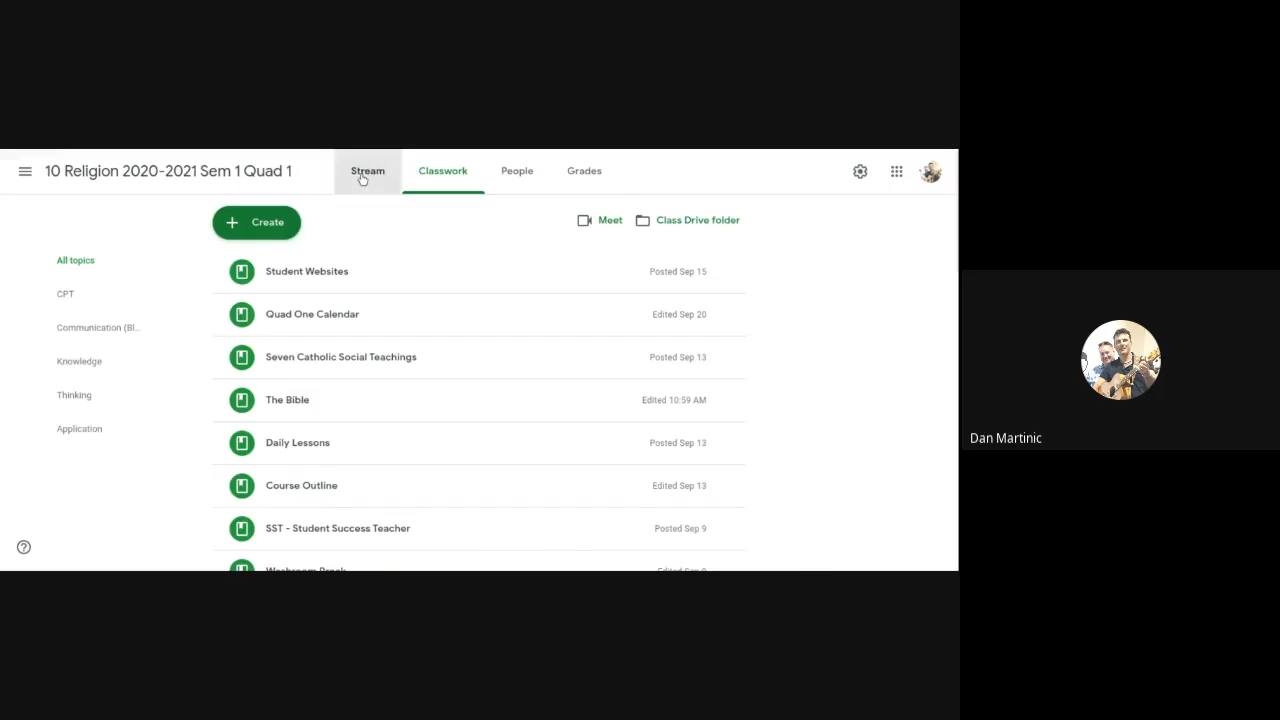 10 Religion 2020-2021 Sem 1 Quad 1
Stream
Classwork
People
Grades
Create
Meet
Class Drive folder
All topics
CPT
Communication (Bl...
Knowledge
Thinking
Application
Student Websites
Posted Sep 15
Quad One Calendar
Edited Sep 20
Seven Catholic Social Teachings
Posted Sep 13
The Bible
Edited 10:59 AM
Daily Lessons
Posted Sep 13
Course Outline
Edited Sep 13
SST - Student Success Teacher
Posted Sep 9
Dan Martinic